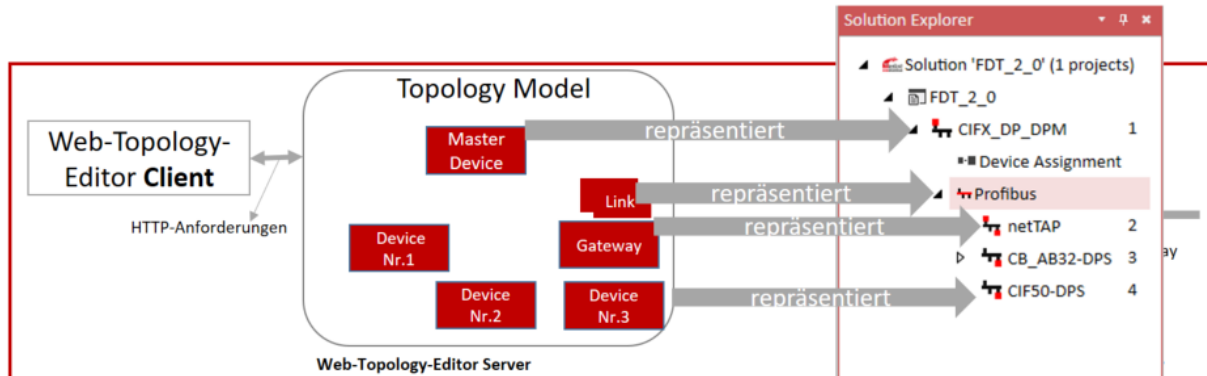 Solution Explorer
Topology Model
Solution 'FDT_2_0' (1 projects)
FDT_2_0
Web-Topology-
Editor Client
HTTP-Anforderungen
Master
Device
repräsentiert
CIFX_DP_DPM 1
Device Assignment
Link
repräsentiert
Profibus
Gateway
repräsentiert
netTAP 2
ay
Device
Nr.1
CB_AB32-DPS 3
Device
Nr.2
Device
Nr.3
repräsentiert
CIF50-DPS 4
Web-Topology-Editor Server